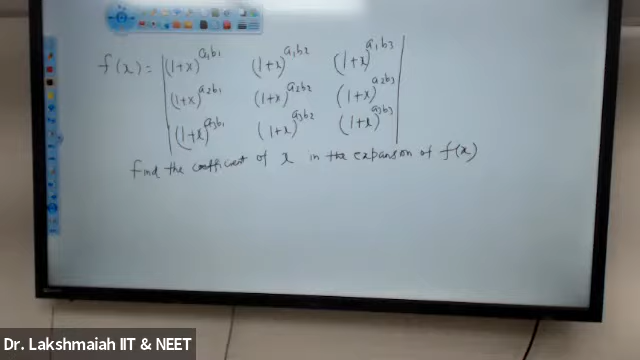 f(x) = | (1+x)^a₁b₁ (1+x)^a₁b₂ (1+x)^a₁b₃ |
| (1+x)^a₂b₁ (1+x)^a₂b₂ (1+x)^a₂b₃ |
| (1+x)^a₃b₁ (1+x)^a₃b₂ (1+x)^a₃b₃ |
find the coefficient of x in the expansion of f(x)
Dr. Lakshmaiah IIT & NEET